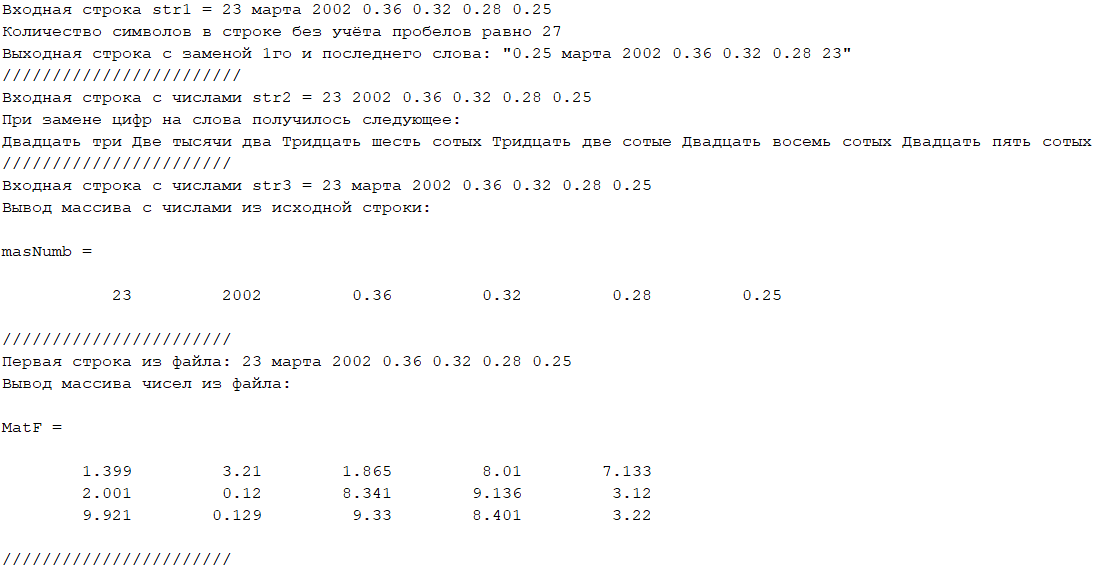 Входная строка str1 = 23 марта 2002 0.36 0.32 0.28 0.25
Количество символов в строке без учёта пробелов равно 27
Выходная строка с заменой 1го и последнего слова: "0.25 марта 2002 0.36 0.32 0.28 23"
////////////////////////
Входная строка с числами str2 = 23 2002 0.36 0.32 0.28 0.25
При замене цифр на слова получилось следующее:
Двадцать три Две тысячи два Тридцать шесть сотых Тридцать две сотые Двадцать восемь сотых Двадцать пять сотых
///////////////////////
Входная строка с числами str3 = 23 марта 2002 0.36 0.32 0.28 0.25
Вывод массива с числами из исходной строки:
masNumb =
23 2002 0.36 0.32 0.28 0.25
///////////////////////
Первая строка из файла: 23 марта 2002 0.36 0.32 0.28 0.25
Вывод массива чисел из файла:
MatF =
1.399 3.21 1.865 8.01 7.133
2.001 0.12 8.341 9.136 3.12
9.921 0.129 9.33 8.401 3.22
///////////////////////